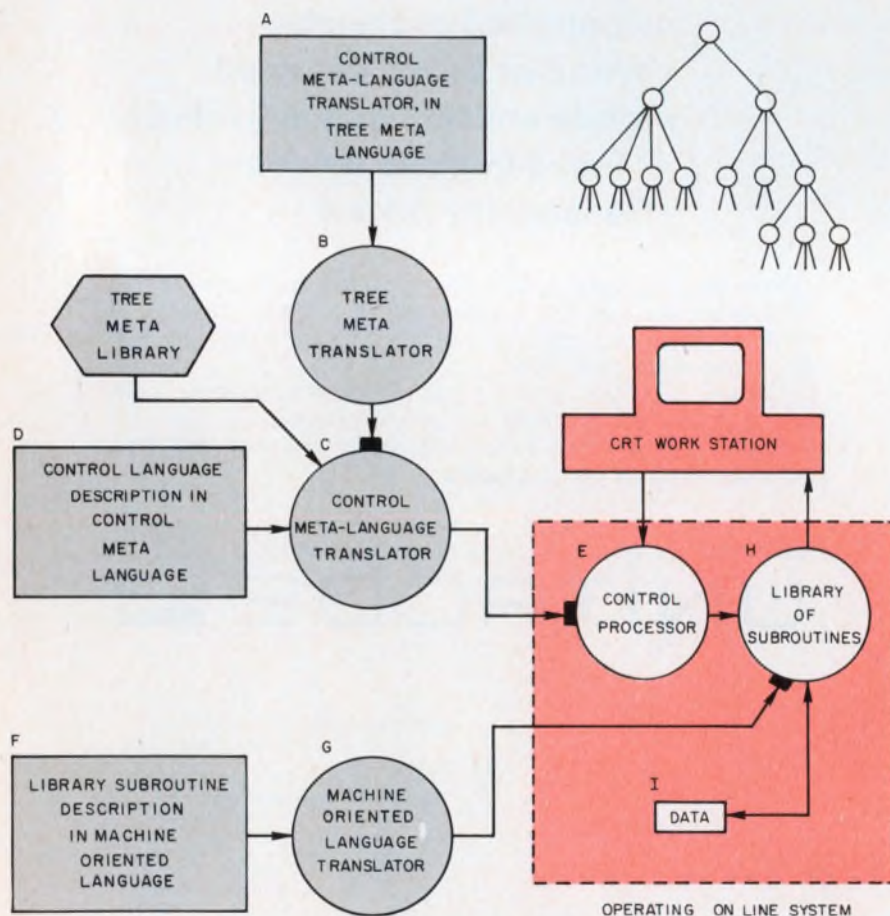 A
CONTROL
META-LANGUAGE
TRANSLATOR, IN
TREE META
LANGUAGE
B
TREE
META
TRANSLATOR
TREE
META
LIBRARY
C
CONTROL
META-LANGUAGE
TRANSLATOR
D
CONTROL LANGUAGE
DESCRIPTION IN
CONTROL
META
LANGUAGE
CRT WORK STATION
E
CONTROL
PROCESSOR
H
LIBRARY
OF
SUBROUTINES
F
LIBRARY SUBROUTINE
DESCRIPTION
IN MACHINE
ORIENTED
LANGUAGE
G
MACHINE
ORIENTED
LANGUAGE
TRANSLATOR
I
DATA
OPERATING ON LINE SYSTEM